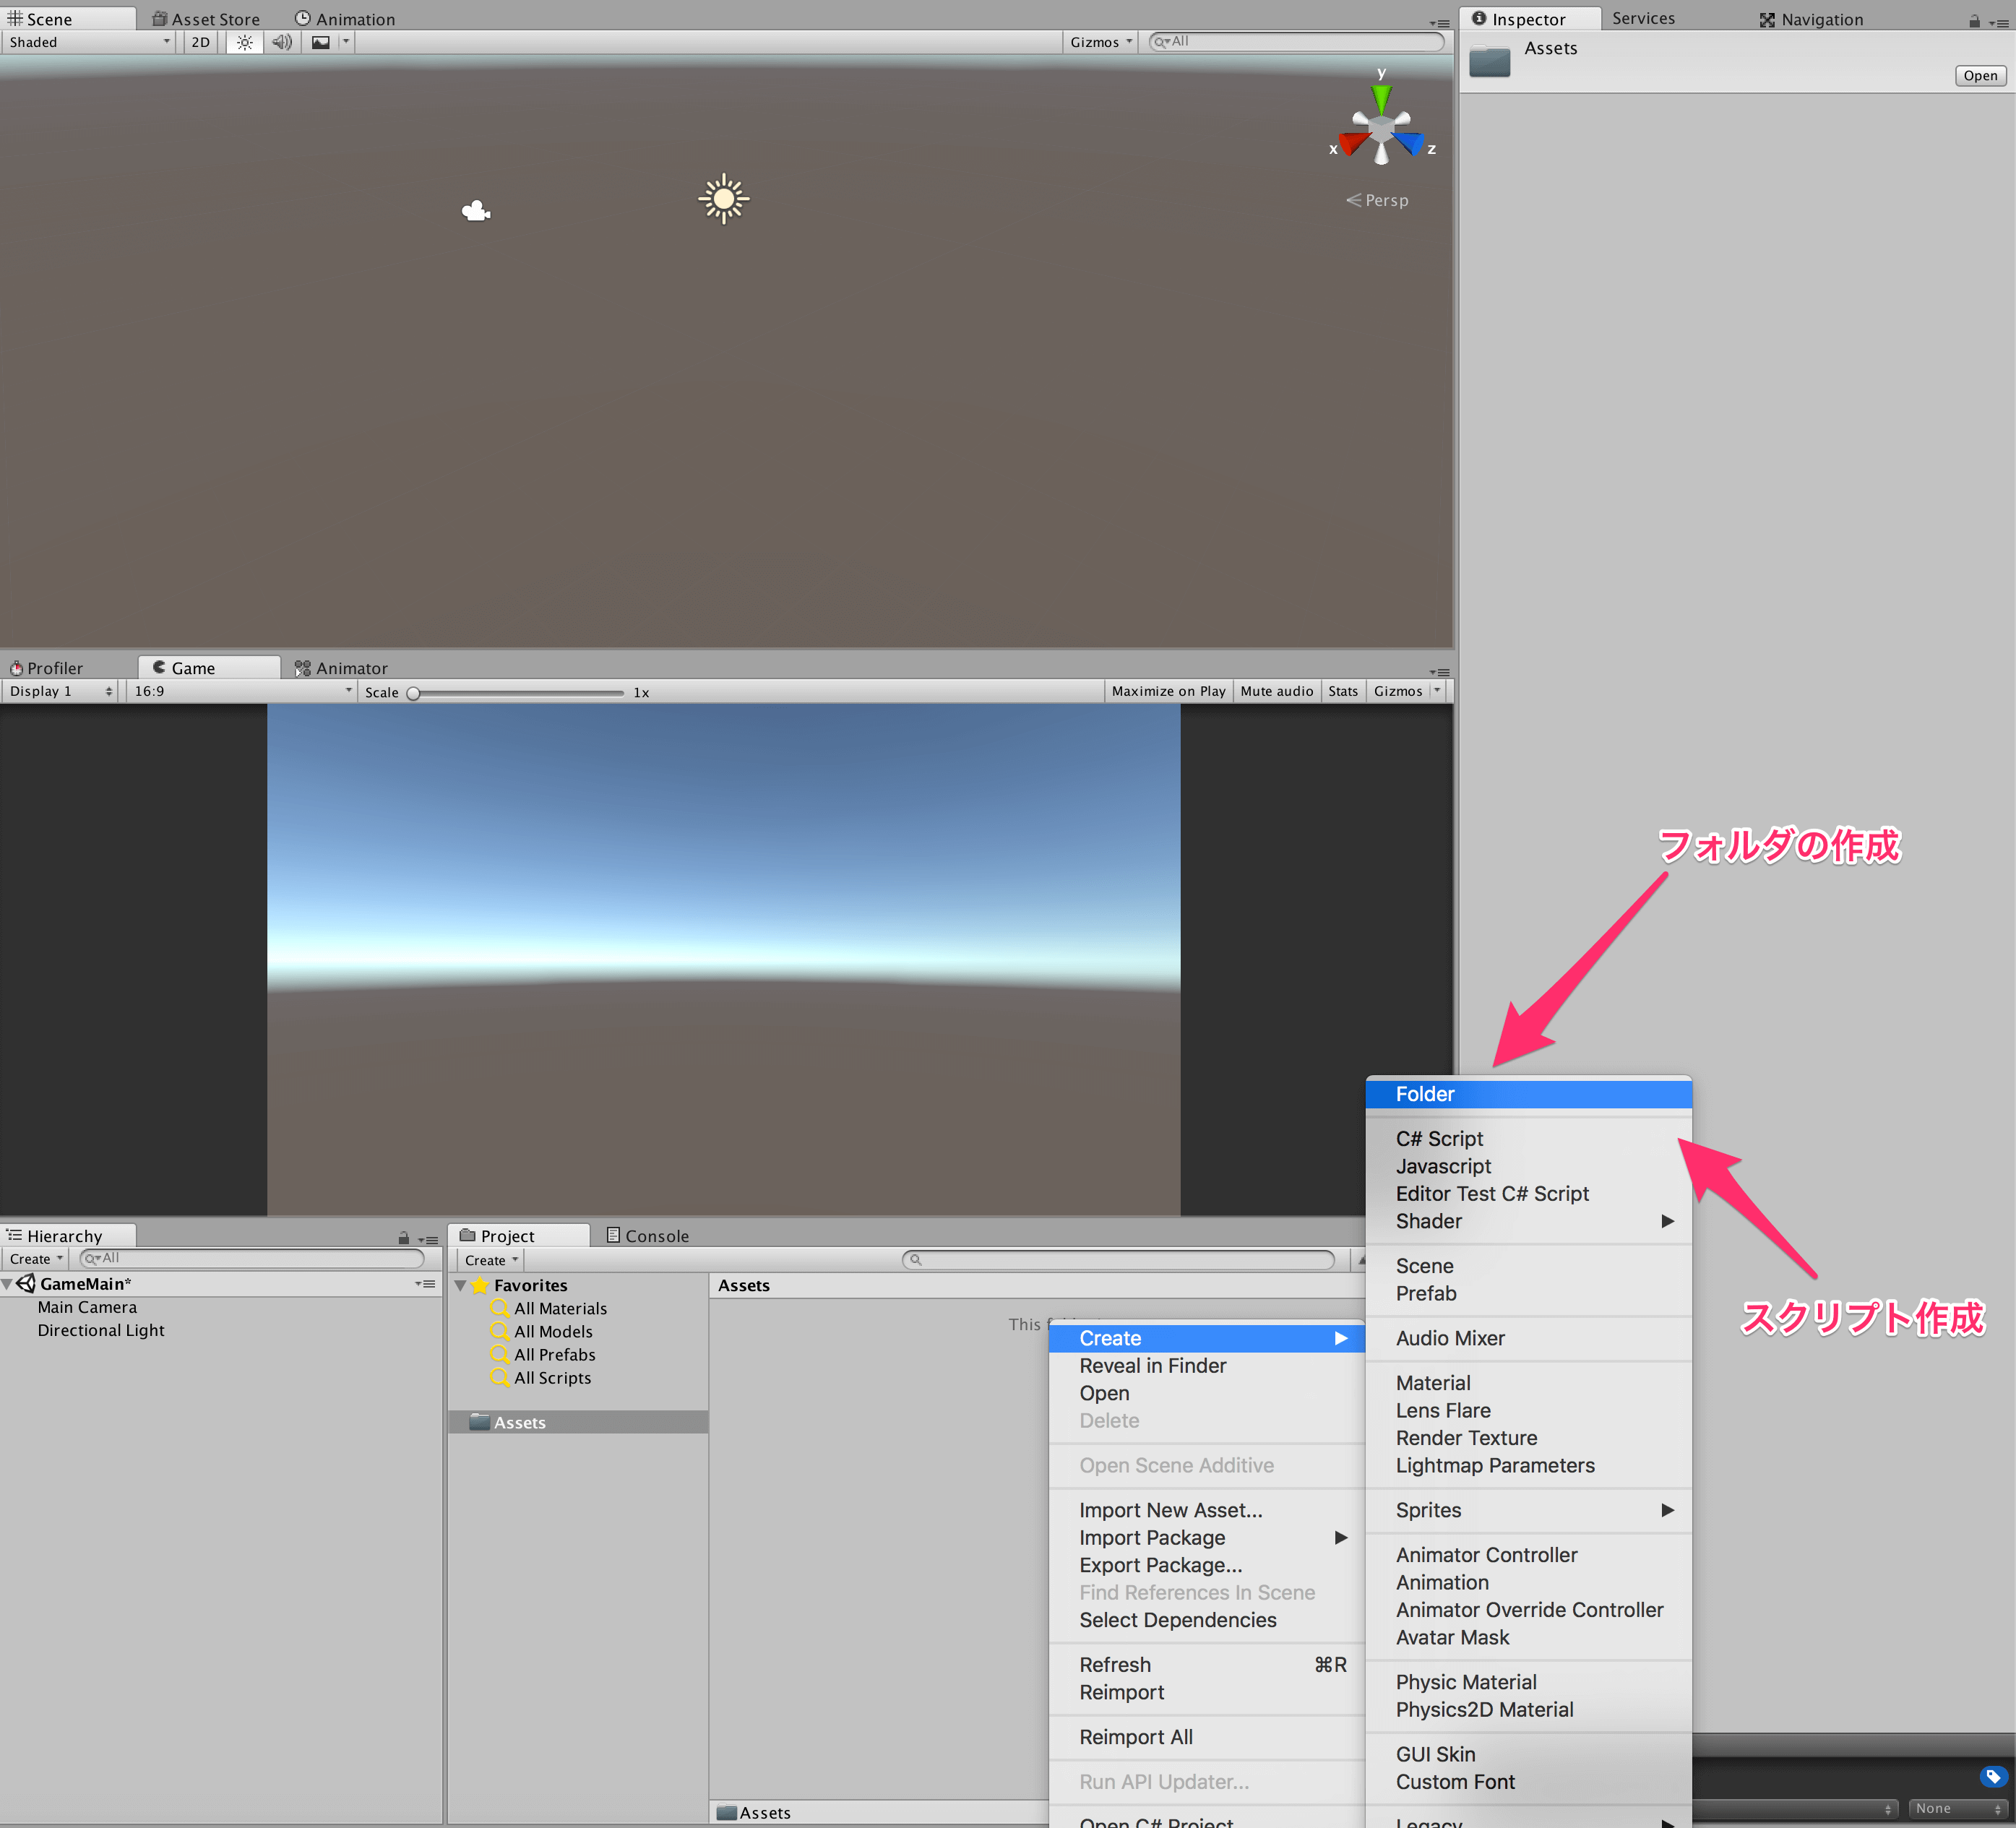 Scene Asset Store Animation
Shaded 2D Gizmos All
y
x z
Persp
Inspector Services Navigation
Assets
Open
Profiler Game Animator
Display 1 16:9 Scale 1x Maximize on Play Mute audio Stats Gizmos
フォルダの作成
スクリプト作成
Hierarchy
Create All
GameMain*
Main Camera
Directional Light
Project Console
Create
Favorites
All Materials
All Models
All Prefabs
All Scripts
Assets
Assets
This
Assets
Create
Reveal in Finder
Open
Delete
Open Scene Additive
Import New Asset...
Import Package
Export Package...
Find References In Scene
Select Dependencies
Refresh ⌘R
Reimport
Reimport All
Run API Updater...
Open C# Project
Folder
C# Script
Javascript
Editor Test C# Script
Shader
Scene
Prefab
Audio Mixer
Material
Lens Flare
Render Texture
Lightmap Parameters
Sprites
Animator Controller
Animation
Animator Override Controller
Avatar Mask
Physic Material
Physics2D Material
GUI Skin
Custom Font
Legacy
None